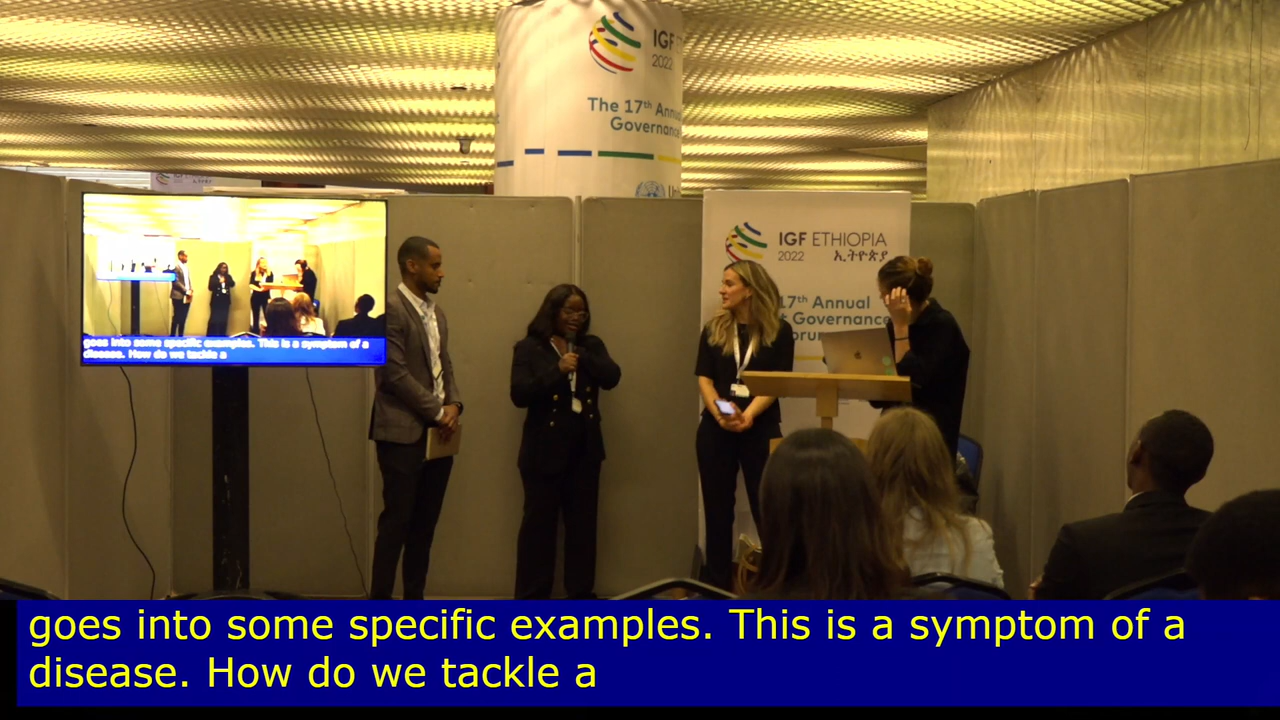 IGF
2022
The 17th Annu
Governance
IGF ETHIOPIA
2022 ኢትዮጵያ
17th Annual
t Governance
orum
goes into some specific examples. This is a symptom of a
disease. How do we tackle a
goes into some specific examples. This is a symptom of a
disease. How do we tackle a